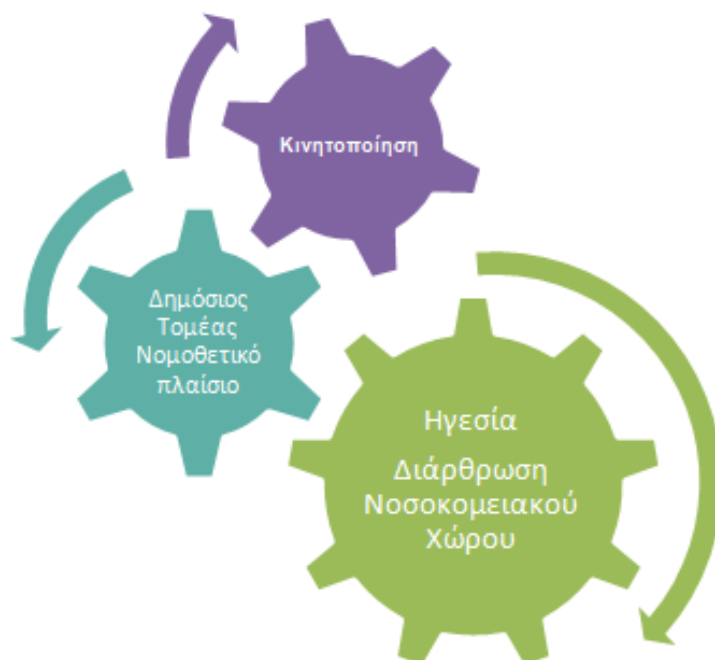 Κινητοποίηση
Δημόσιος
Τομέας
Νομοθετικό
πλαίσιο
Ηγεσία
Διάρθρωση
Νοσοκομειακού
Χώρου